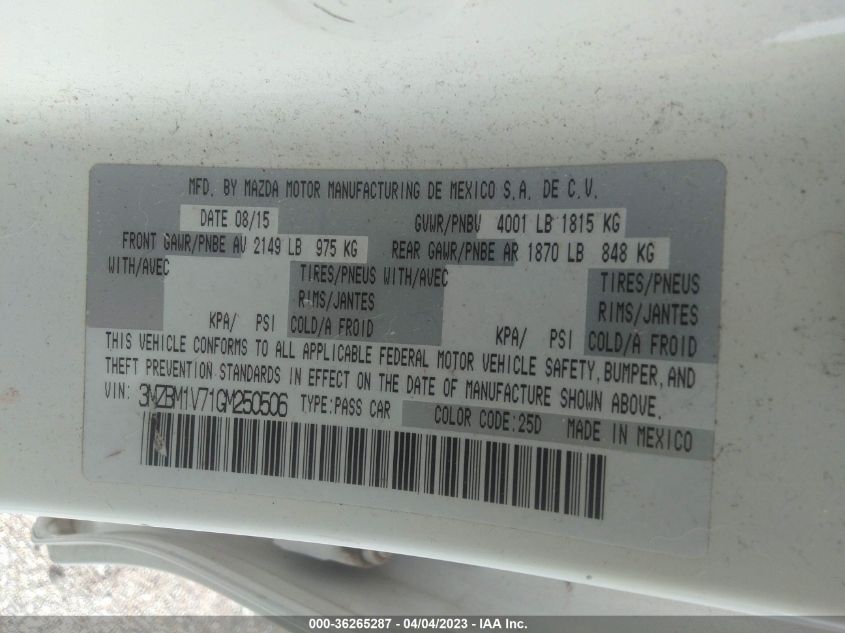 MFD. BY MAZDA MOTOR MANUFACTURING DE MEXICO S.A. DE C.V.
DATE 08/15 GVWR/PNBV 4001 LB 1815 KG
FRONT GAWR/PNBE AV 2149 LB 975 KG REAR GAWR/PNBE AR 1870 LB 848 KG
WITH/AVEC TIRES/PNEUS WITH/AVEC TIRES/PNEUS
RIMS/JANTES RIMS/JANTES
KPA/ PSI COLD/A FROID KPA/ PSI COLD/A FROID
THIS VEHICLE CONFORMS TO ALL APPLICABLE FEDERAL MOTOR VEHICLE SAFETY, BUMPER, AND
THEFT PREVENTION STANDARDS IN EFFECT ON THE DATE OF MANUFACTURE SHOWN ABOVE.
VIN: 3MZBM1V71GM250506 TYPE:PASS CAR COLOR CODE:25D MADE IN MEXICO
000-36265287 - 04/04/2023 - IAA Inc.